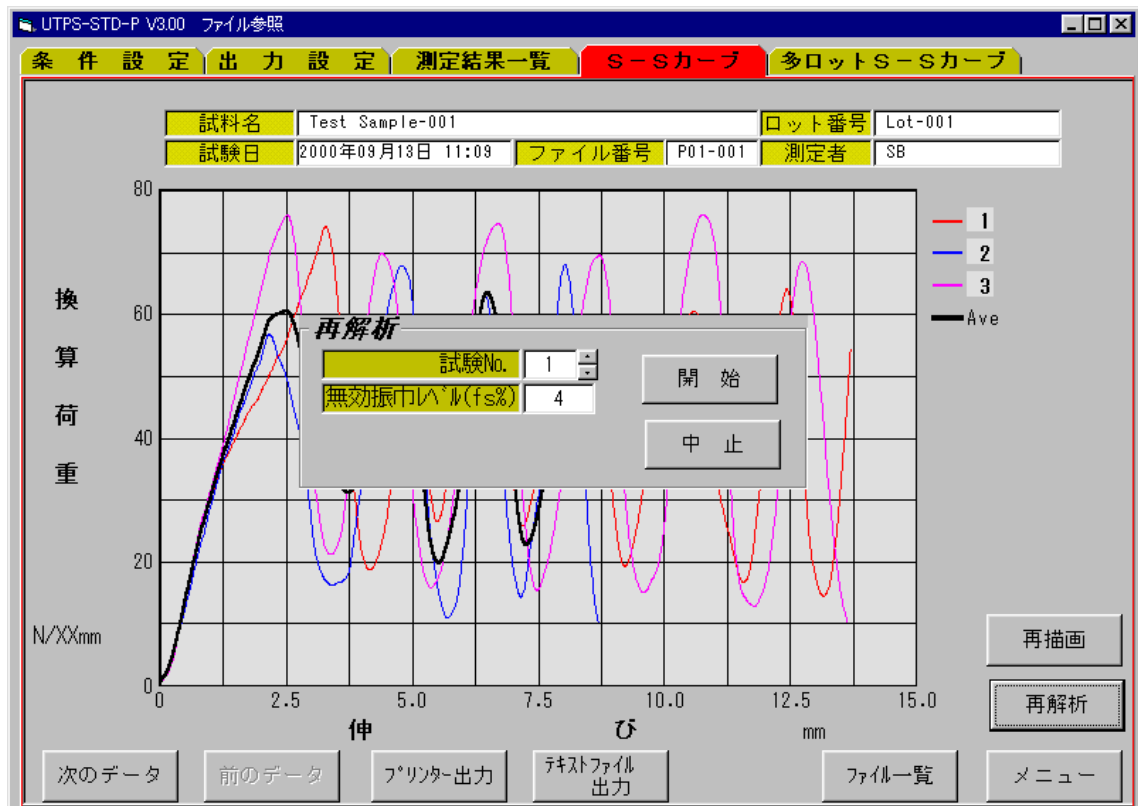 UTPS-STD-P V3.00 ファイル参照
条 件 設 定 出 力 設 定 測定結果一覧 S-Sカーブ 多ロットS-Sカーブ
試料名 Test Sample-001 ロット番号 Lot-001
試験日 2000年09月13日 11:09 ファイル番号 P01-001 測定者 SB
80
60
40
20
0
換
算
荷
重
N/XXmm
1
2
3
Ave
再解析
試験No. 1
無効振巾レベル(fs%) 4
開 始
中 止
0 2.5 5.0 7.5 10.0 12.5 15.0
伸 び mm
再描画
再解析
次のデータ 前のデータ プリンター出力 テキストファイル
出力 ファイル一覧 メニュー